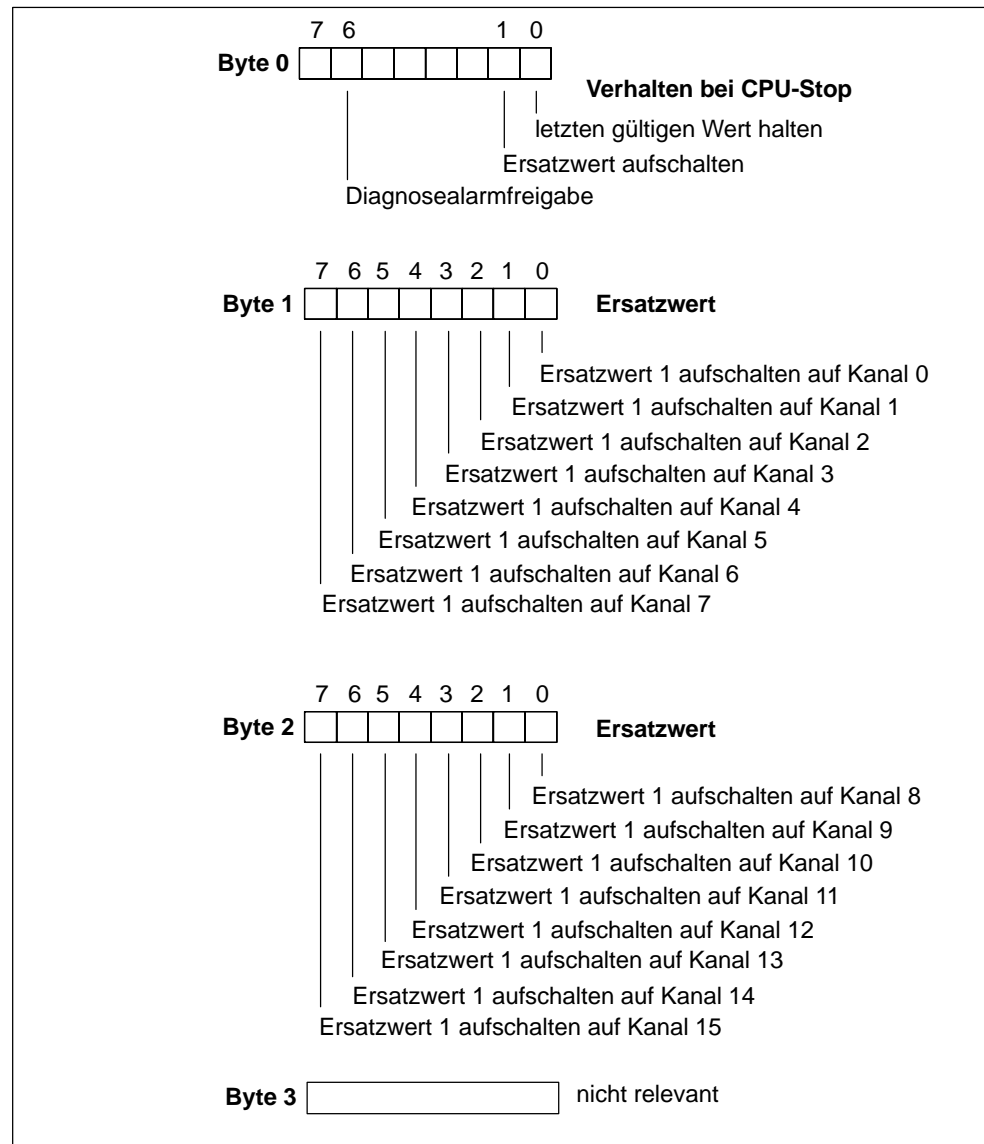 7 6 1 0
Byte 0
Verhalten bei CPU-Stop
letzten gültigen Wert halten
Ersatzwert aufschalten
Diagnosealarmfreigabe
7 6 5 4 3 2 1 0
Byte 1 Ersatzwert
Ersatzwert 1 aufschalten auf Kanal 0
Ersatzwert 1 aufschalten auf Kanal 1
Ersatzwert 1 aufschalten auf Kanal 2
Ersatzwert 1 aufschalten auf Kanal 3
Ersatzwert 1 aufschalten auf Kanal 4
Ersatzwert 1 aufschalten auf Kanal 5
Ersatzwert 1 aufschalten auf Kanal 6
Ersatzwert 1 aufschalten auf Kanal 7
7 6 5 4 3 2 1 0
Byte 2 Ersatzwert
Ersatzwert 1 aufschalten auf Kanal 8
Ersatzwert 1 aufschalten auf Kanal 9
Ersatzwert 1 aufschalten auf Kanal 10
Ersatzwert 1 aufschalten auf Kanal 11
Ersatzwert 1 aufschalten auf Kanal 12
Ersatzwert 1 aufschalten auf Kanal 13
Ersatzwert 1 aufschalten auf Kanal 14
Ersatzwert 1 aufschalten auf Kanal 15
Byte 3 nicht relevant